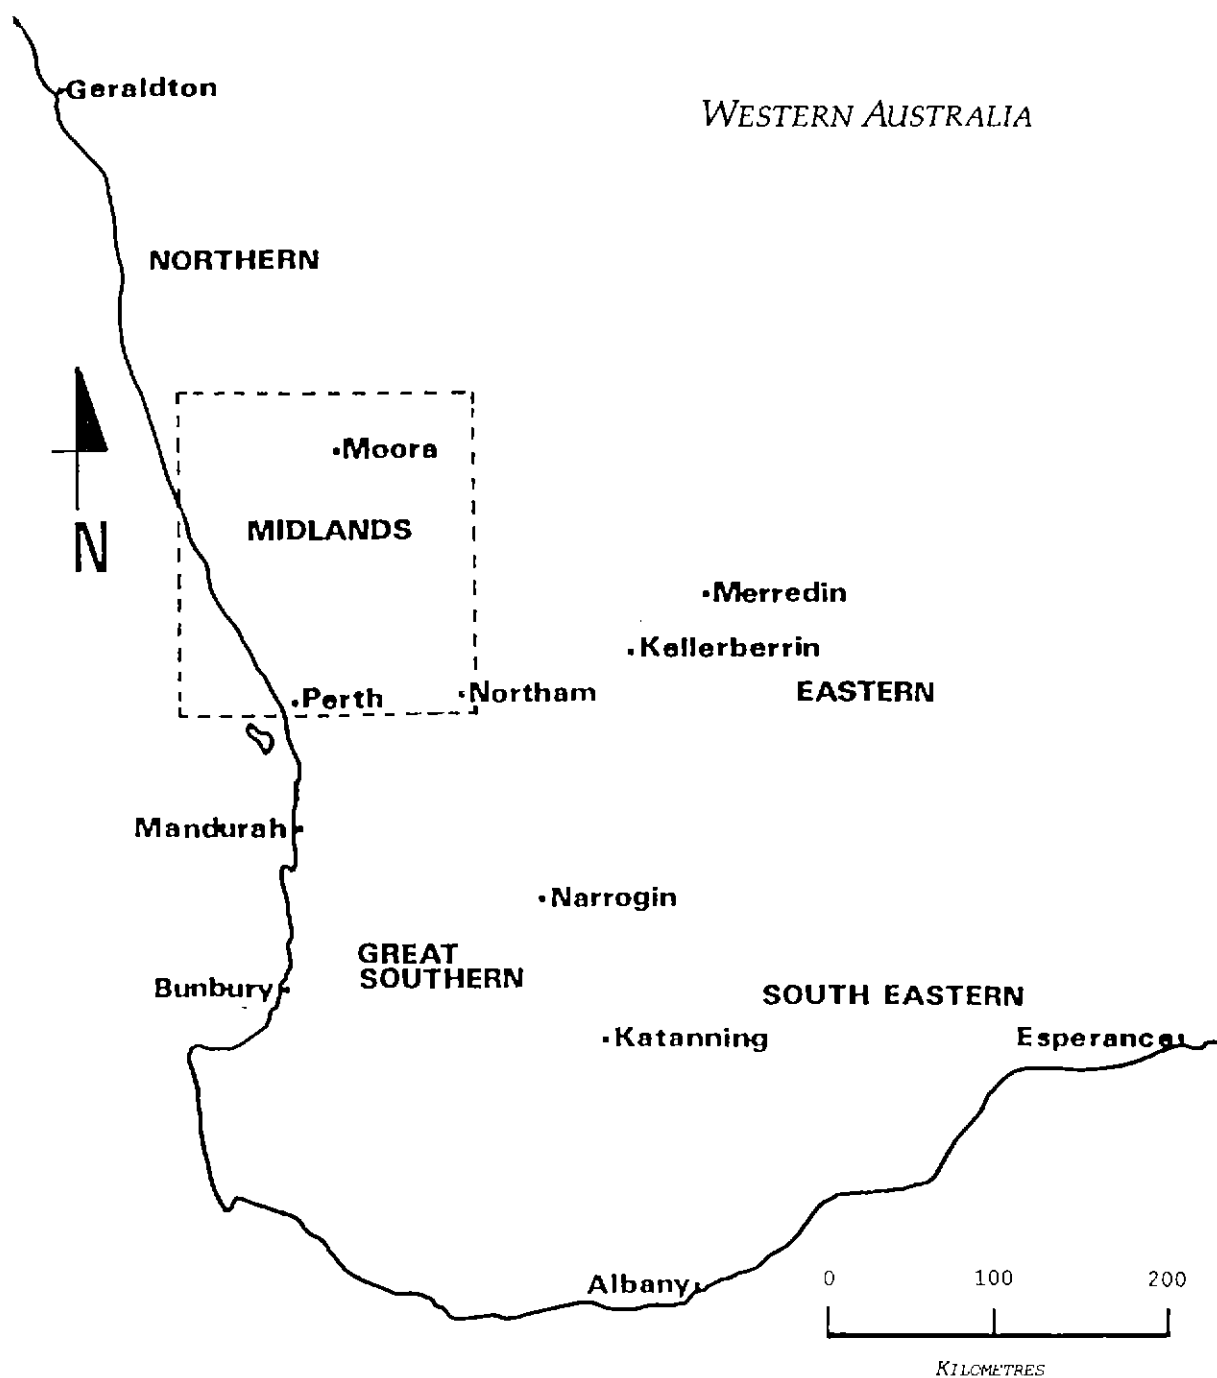 Geraldton
WESTERN AUSTRALIA
NORTHERN
Moora
N
MIDLANDS
Merredin
Kellerberrin
Perth
Northam
EASTERN
Mandurah
Narrogin
GREAT
SOUTHERN
Bunbury
SOUTH EASTERN
Katanning
Esperance
Albany
0 100 200
KILOMETRES